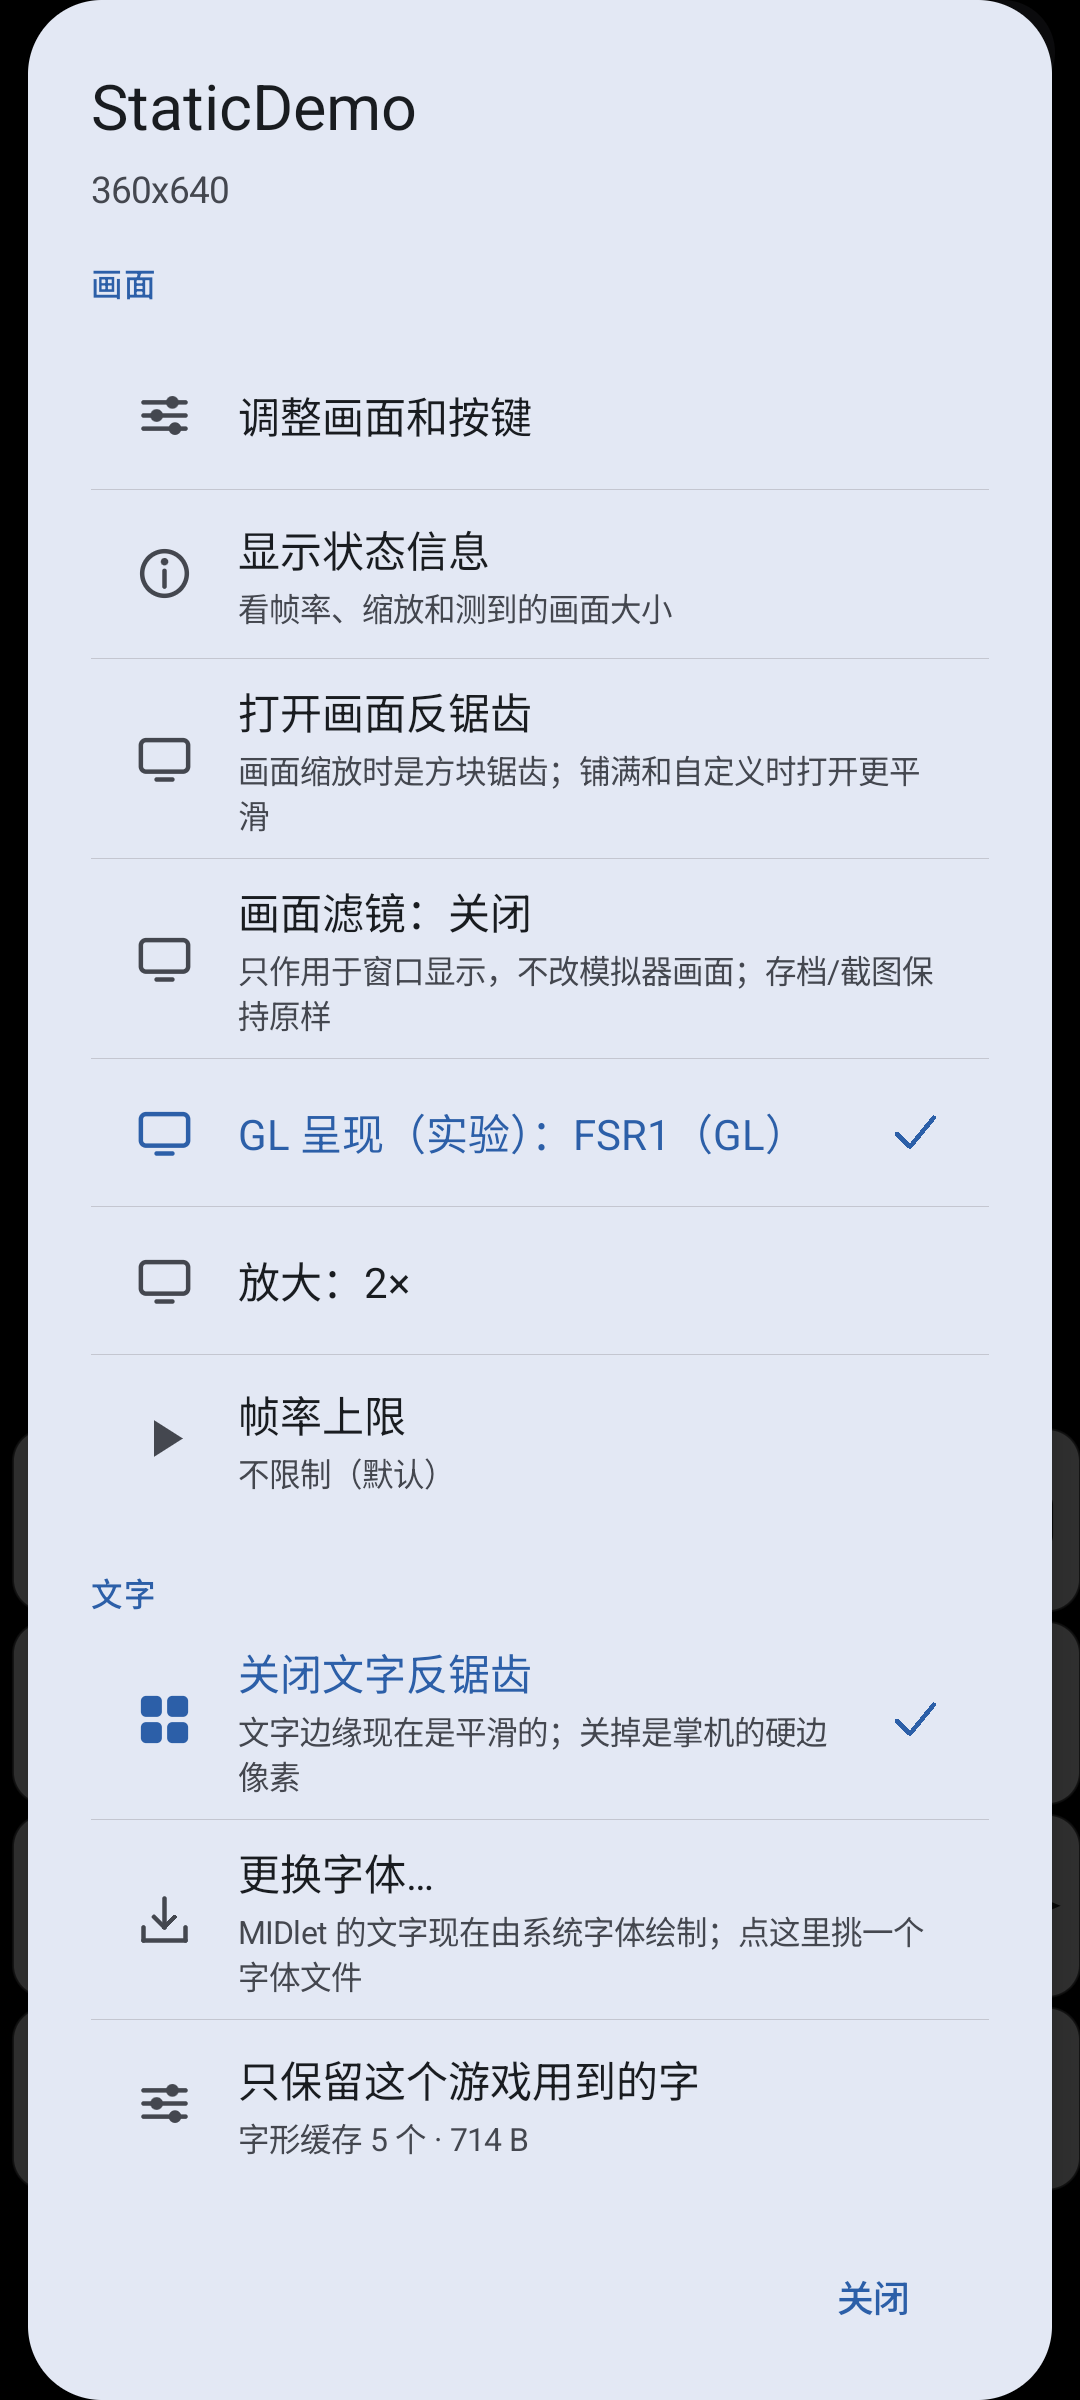 StaticDemo
360x640
画面
调整画面和按键
显示状态信息
看帧率、缩放和测到的画面大小
打开画面反锯齿
画面缩放时是方块锯齿；铺满和自定义时打开更平
滑
画面滤镜：关闭
只作用于窗口显示，不改模拟器画面；存档/截图保
持原样
GL 呈现（实验）：FSR1（GL）
放大：2×
帧率上限
不限制（默认）
文字
关闭文字反锯齿
文字边缘现在是平滑的；关掉是掌机的硬边
像素
更换字体…
MIDlet 的文字现在由系统字体绘制；点这里挑一个
字体文件
只保留这个游戏用到的字
字形缓存 5 个 · 714 B
关闭